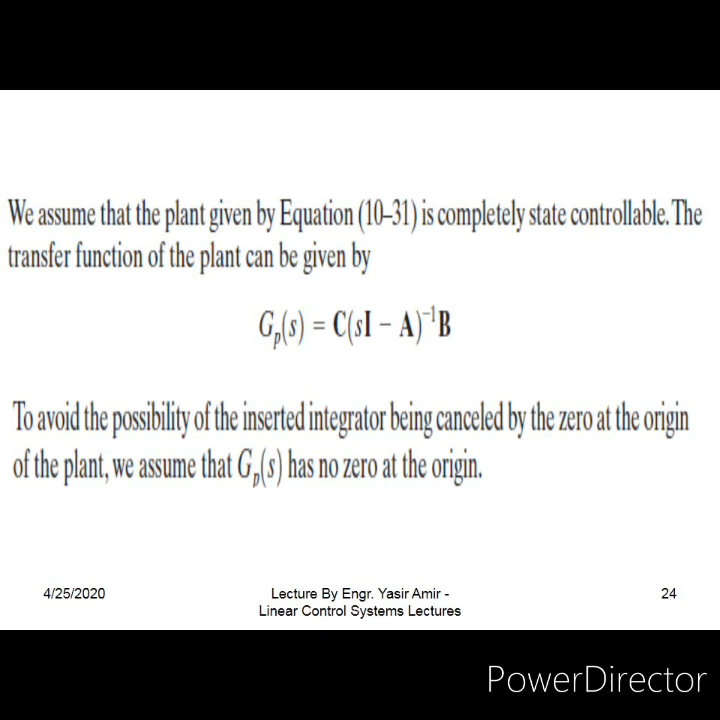 We assume that the plant given by Equation (10–31) is completely state controllable. The
transfer function of the plant can be given by
Gₚ(s) = C(sI − A)⁻¹B
To avoid the possibility of the inserted integrator being canceled by the zero at the origin
of the plant, we assume that Gₚ(s) has no zero at the origin.
4/25/2020
Lecture By Engr. Yasir Amir -
Linear Control Systems Lectures
24
PowerDirector